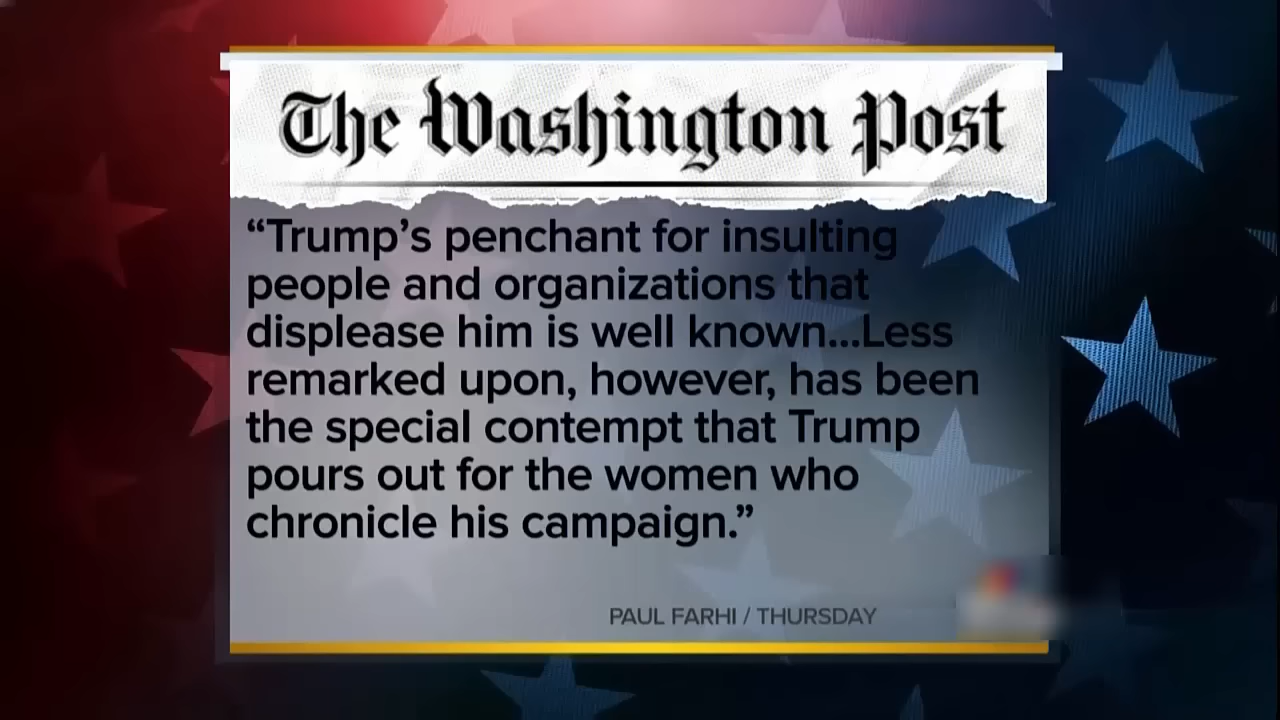 The Washington Post
“Trump’s penchant for insulting
people and organizations that
displease him is well known...Less
remarked upon, however, has been
the special contempt that Trump
pours out for the women who
chronicle his campaign.”
PAUL FARHI / THURSDAY